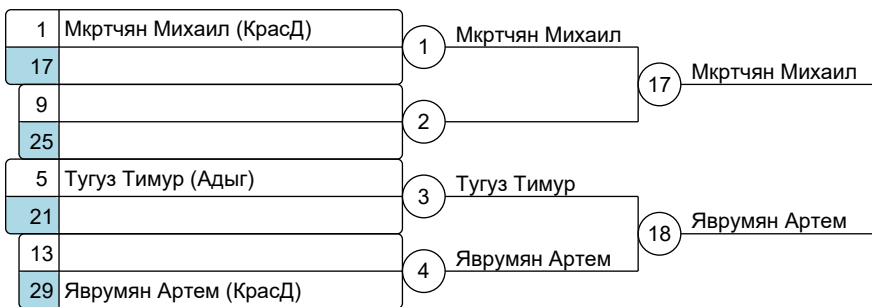 1 Мкртчян Михаил (КрасД)
17
9
25
5 Тугуз Тимур (Адыг)
21
13
29 Яврумян Артем (КрасД)
1 Мкртчян Михаил
2
3 Тугуз Тимур
4 Яврумян Артем
17 Мкртчян Михаил
18 Яврумян Артем